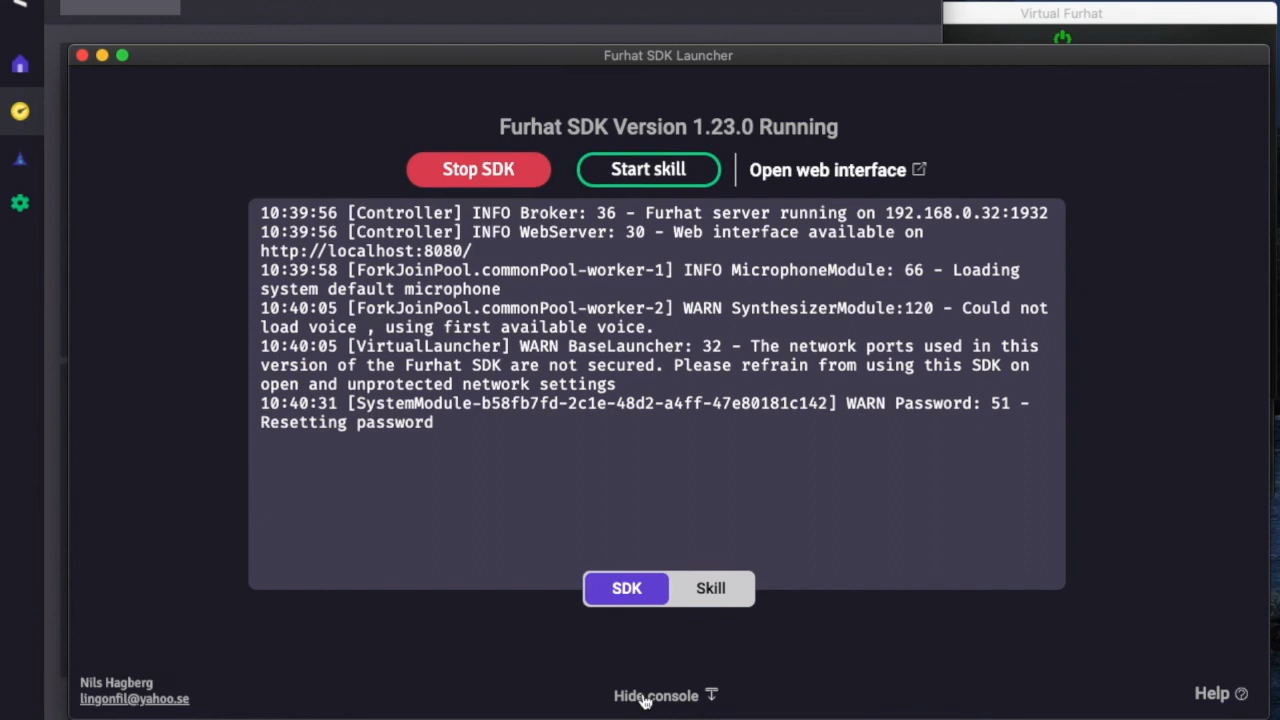 Virtual Furhat
Furhat SDK Launcher
Furhat SDK Version 1.23.0 Running
Stop SDK
Start skill
Open web interface
10:39:56 [Controller] INFO Broker: 36 - Furhat server running on 192.168.0.32:1932
10:39:56 [Controller] INFO WebServer: 30 - Web interface available on
http://localhost:8080/
10:39:58 [ForkJoinPool.commonPool-worker-1] INFO MicrophoneModule: 66 - Loading
system default microphone
10:40:05 [ForkJoinPool.commonPool-worker-2] WARN SynthesizerModule:120 - Could not
load voice , using first available voice.
10:40:05 [VirtualLauncher] WARN BaseLauncher: 32 - The network ports used in this
version of the Furhat SDK are not secured. Please refrain from using this SDK on
open and unprotected network settings
10:40:31 [SystemModule-b58fb7fd-2c1e-48d2-a4ff-47e80181c142] WARN Password: 51 -
Resetting password
SDK
Skill
Nils Hagberg
lingonfil@yahoo.se
Hide console
Help